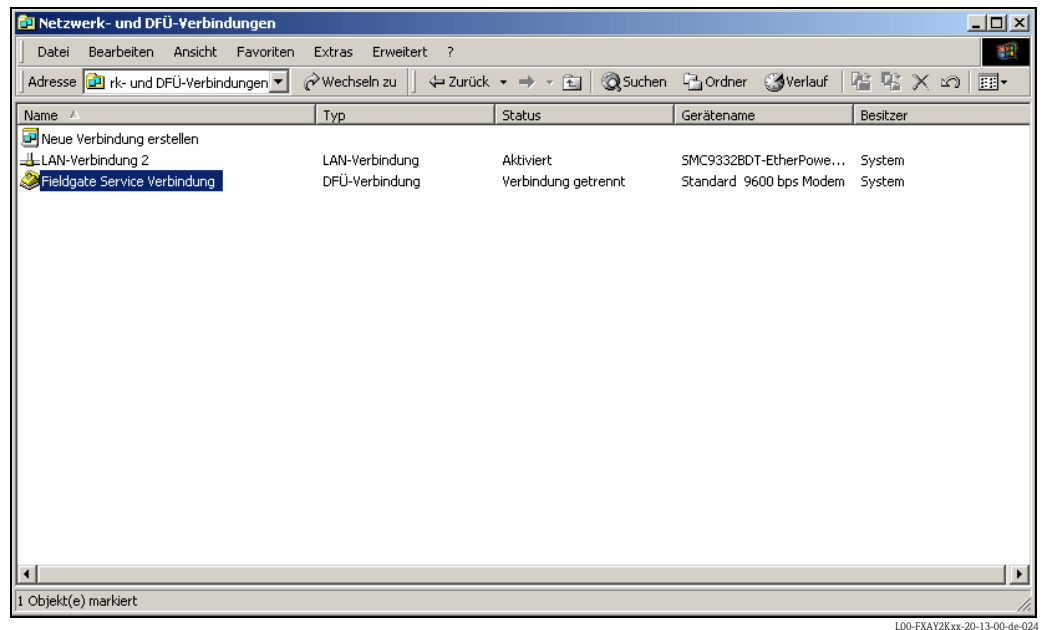 Netzwerk- und DFÜ-Verbindungen
Datei Bearbeiten Ansicht Favoriten Extras Erweitert ?
Adresse rk- und DFÜ-Verbindungen Wechseln zu Zurück Suchen Ordner Verlauf
Name Typ Status Gerätename Besitzer
Neue Verbindung erstellen
LAN-Verbindung 2 LAN-Verbindung Aktiviert SMC9332BDT-EtherPowe... System
Fieldgate Service Verbindung DFÜ-Verbindung Verbindung getrennt Standard 9600 bps Modem System
1 Objekt(e) markiert
L00-FXAY2Kxx-20-13-00-de-024